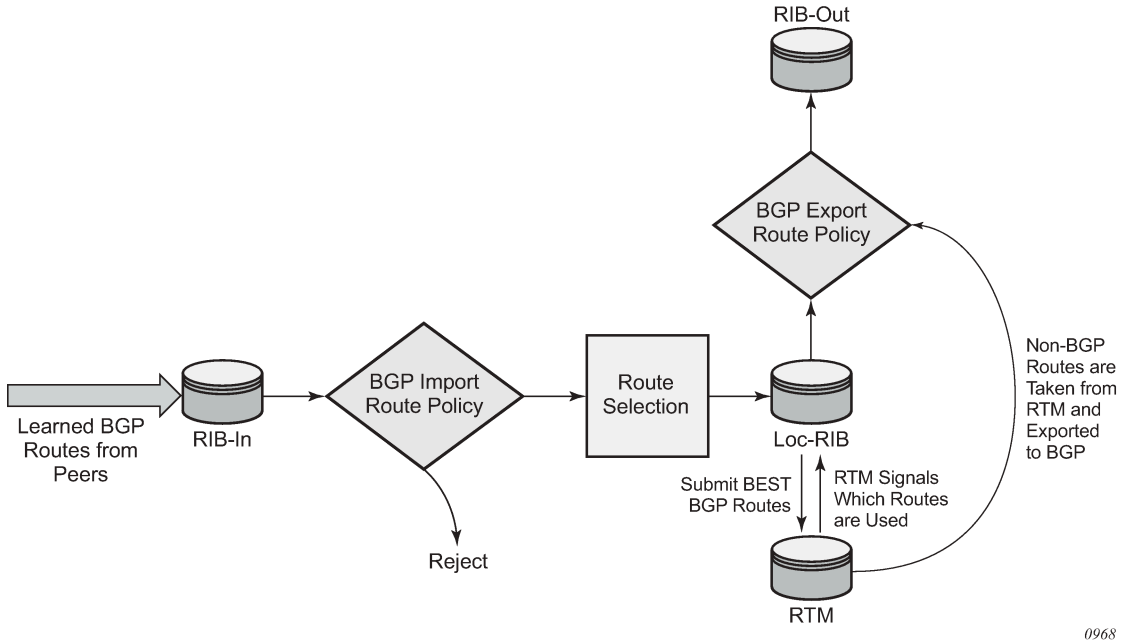 RIB-Out
BGP Export
Route Policy
Non-BGP
Routes are
Taken from
RTM and
Exported
to BGP
BGP Import
Route Policy
Route
Selection
Learned BGP
Routes from
Peers
RIB-In
Loc-RIB
Submit BEST
BGP Routes
RTM Signals
Which Routes
are Used
Reject
RTM
0968